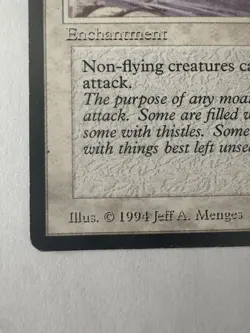 Enchantment
Non-flying creatures ca
attack.
The purpose of any moa
attack. Some are filled w
some with thistles. Some
with things best left unsee
Illus. © 1994 Jeff A. Menges